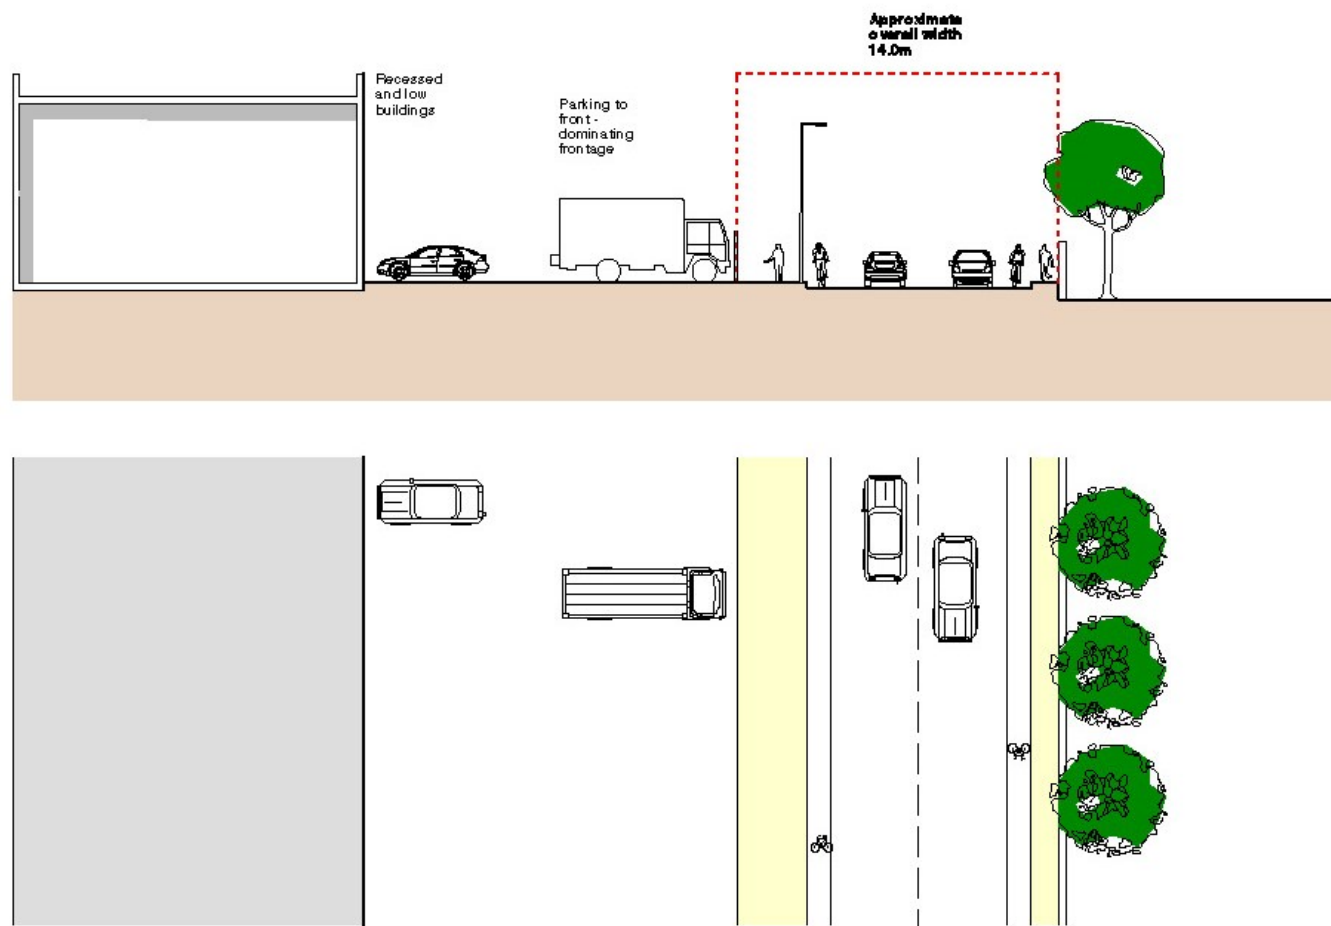 Approximate
overall width
14.0m
Recessed
and low
buildings
Parking to
front -
dominating
frontage